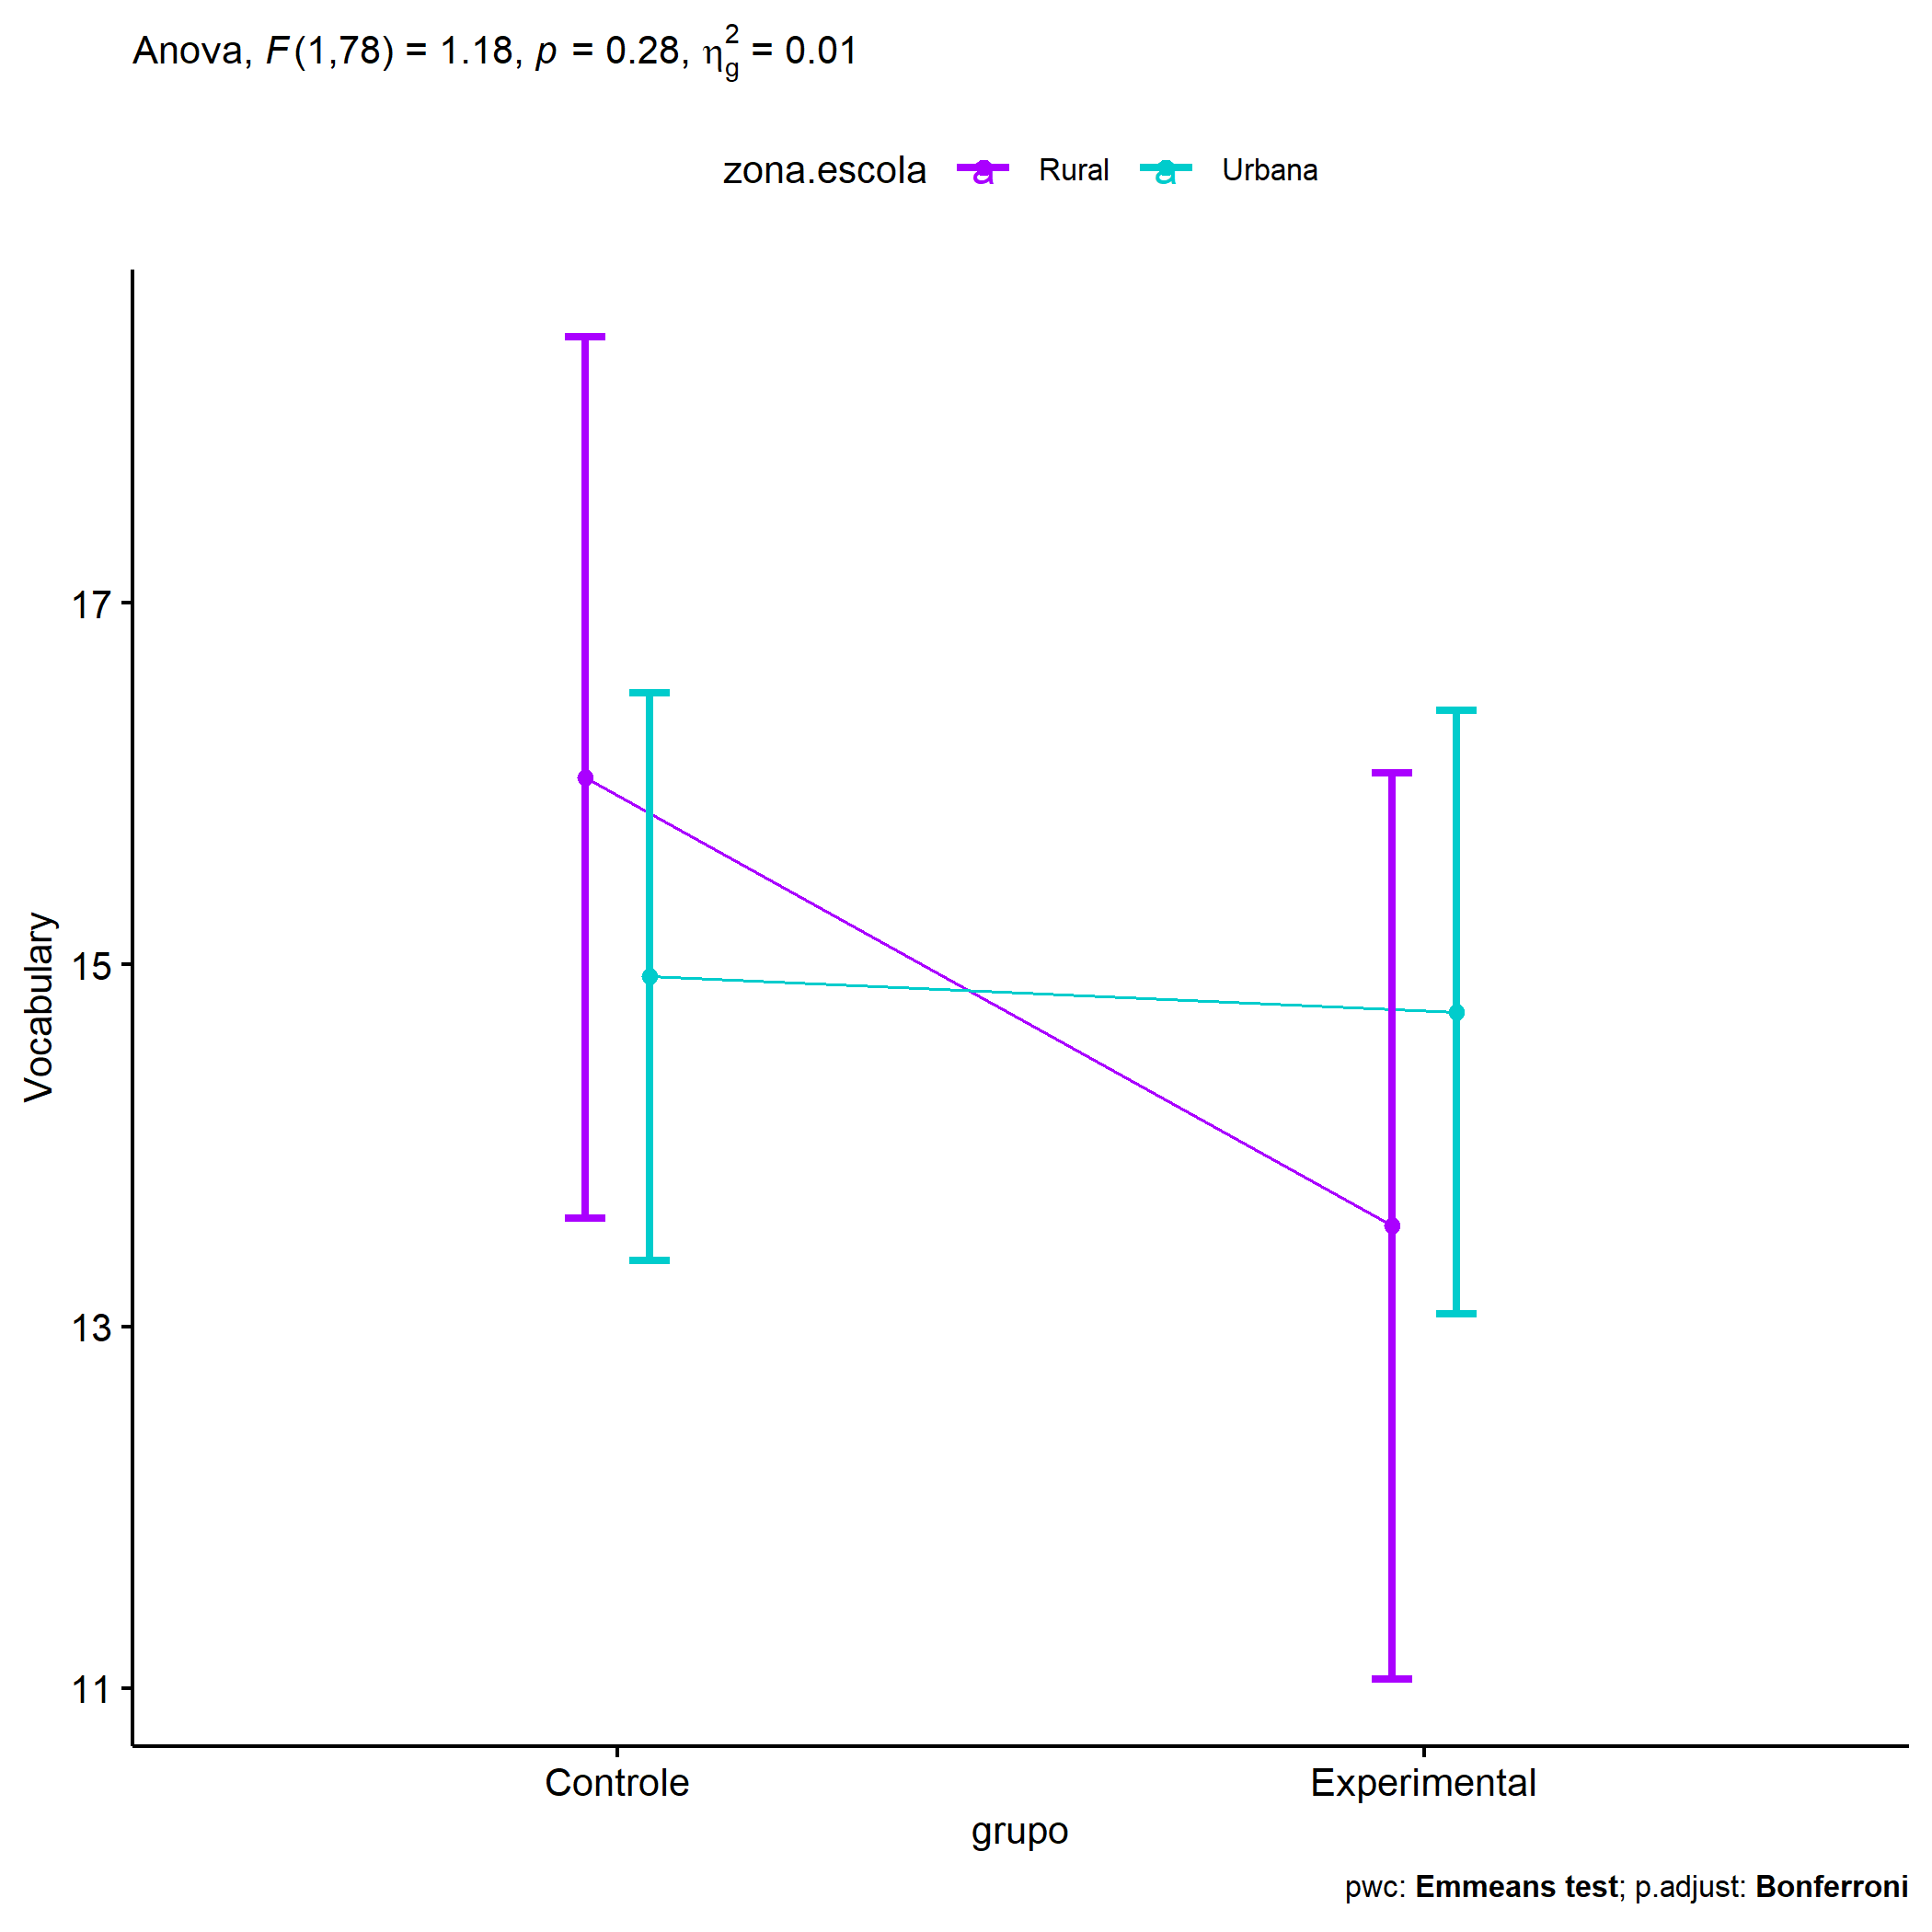 Anova, F(1,78) = 1.18, p = 0.28, η²g = 0.01
zona.escola a Rural a Urbana
17
15
13
11
Vocabulary
Controle Experimental
grupo
pwc: Emmeans test; p.adjust: Bonferroni